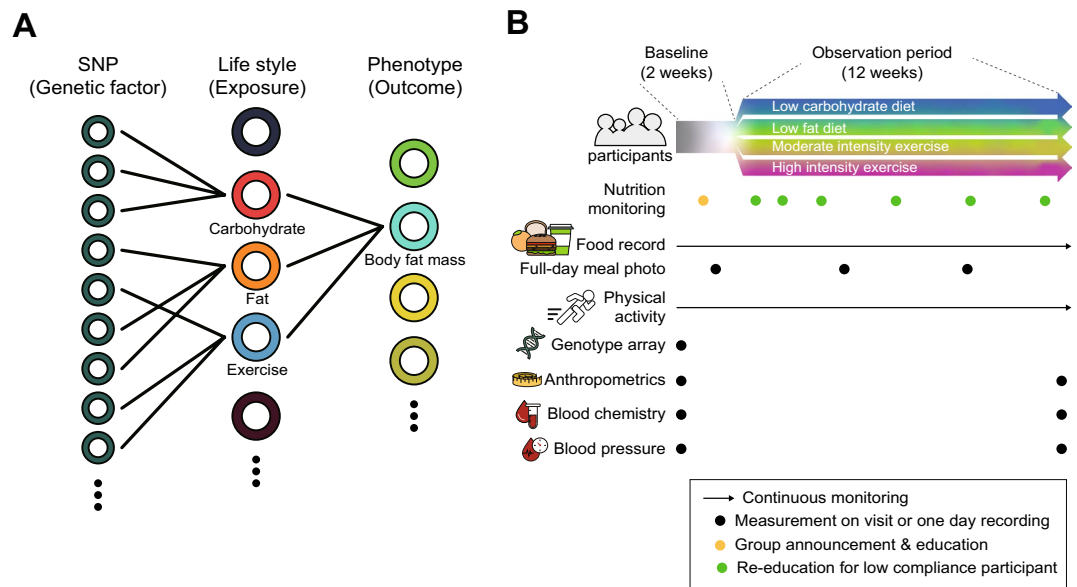 A
SNP
(Genetic factor)
Life style
(Exposure)
Phenotype
(Outcome)
Carbohydrate
Fat
Exercise
Body fat mass
B
Baseline
(2 weeks)
Observation period
(12 weeks)
participants
Low carbohydrate diet
Low fat diet
Moderate intensity exercise
High intensity exercise
Nutrition
monitoring
Food record
Full-day meal photo
Physical
activity
Genotype array
Anthropometrics
Blood chemistry
Blood pressure
Continuous monitoring
Measurement on visit or one day recording
Group announcement & education
Re-education for low compliance participant